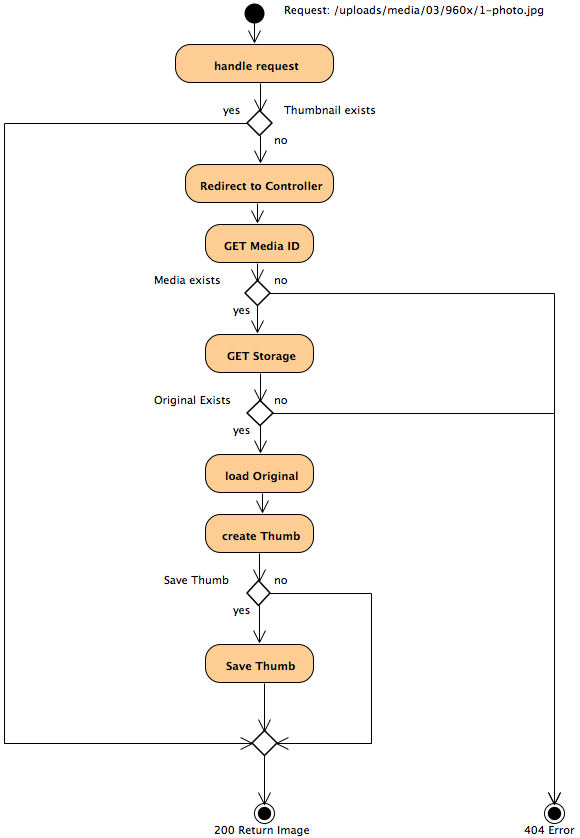 Request: /uploads/media/03/960x/1-photo.jpg
handle request
yes
Thumbnail exists
no
Redirect to Controller
GET Media ID
Media exists
no
yes
GET Storage
Original Exists
no
yes
load Original
create Thumb
Save Thumb
no
yes
Save Thumb
200 Return Image
404 Error